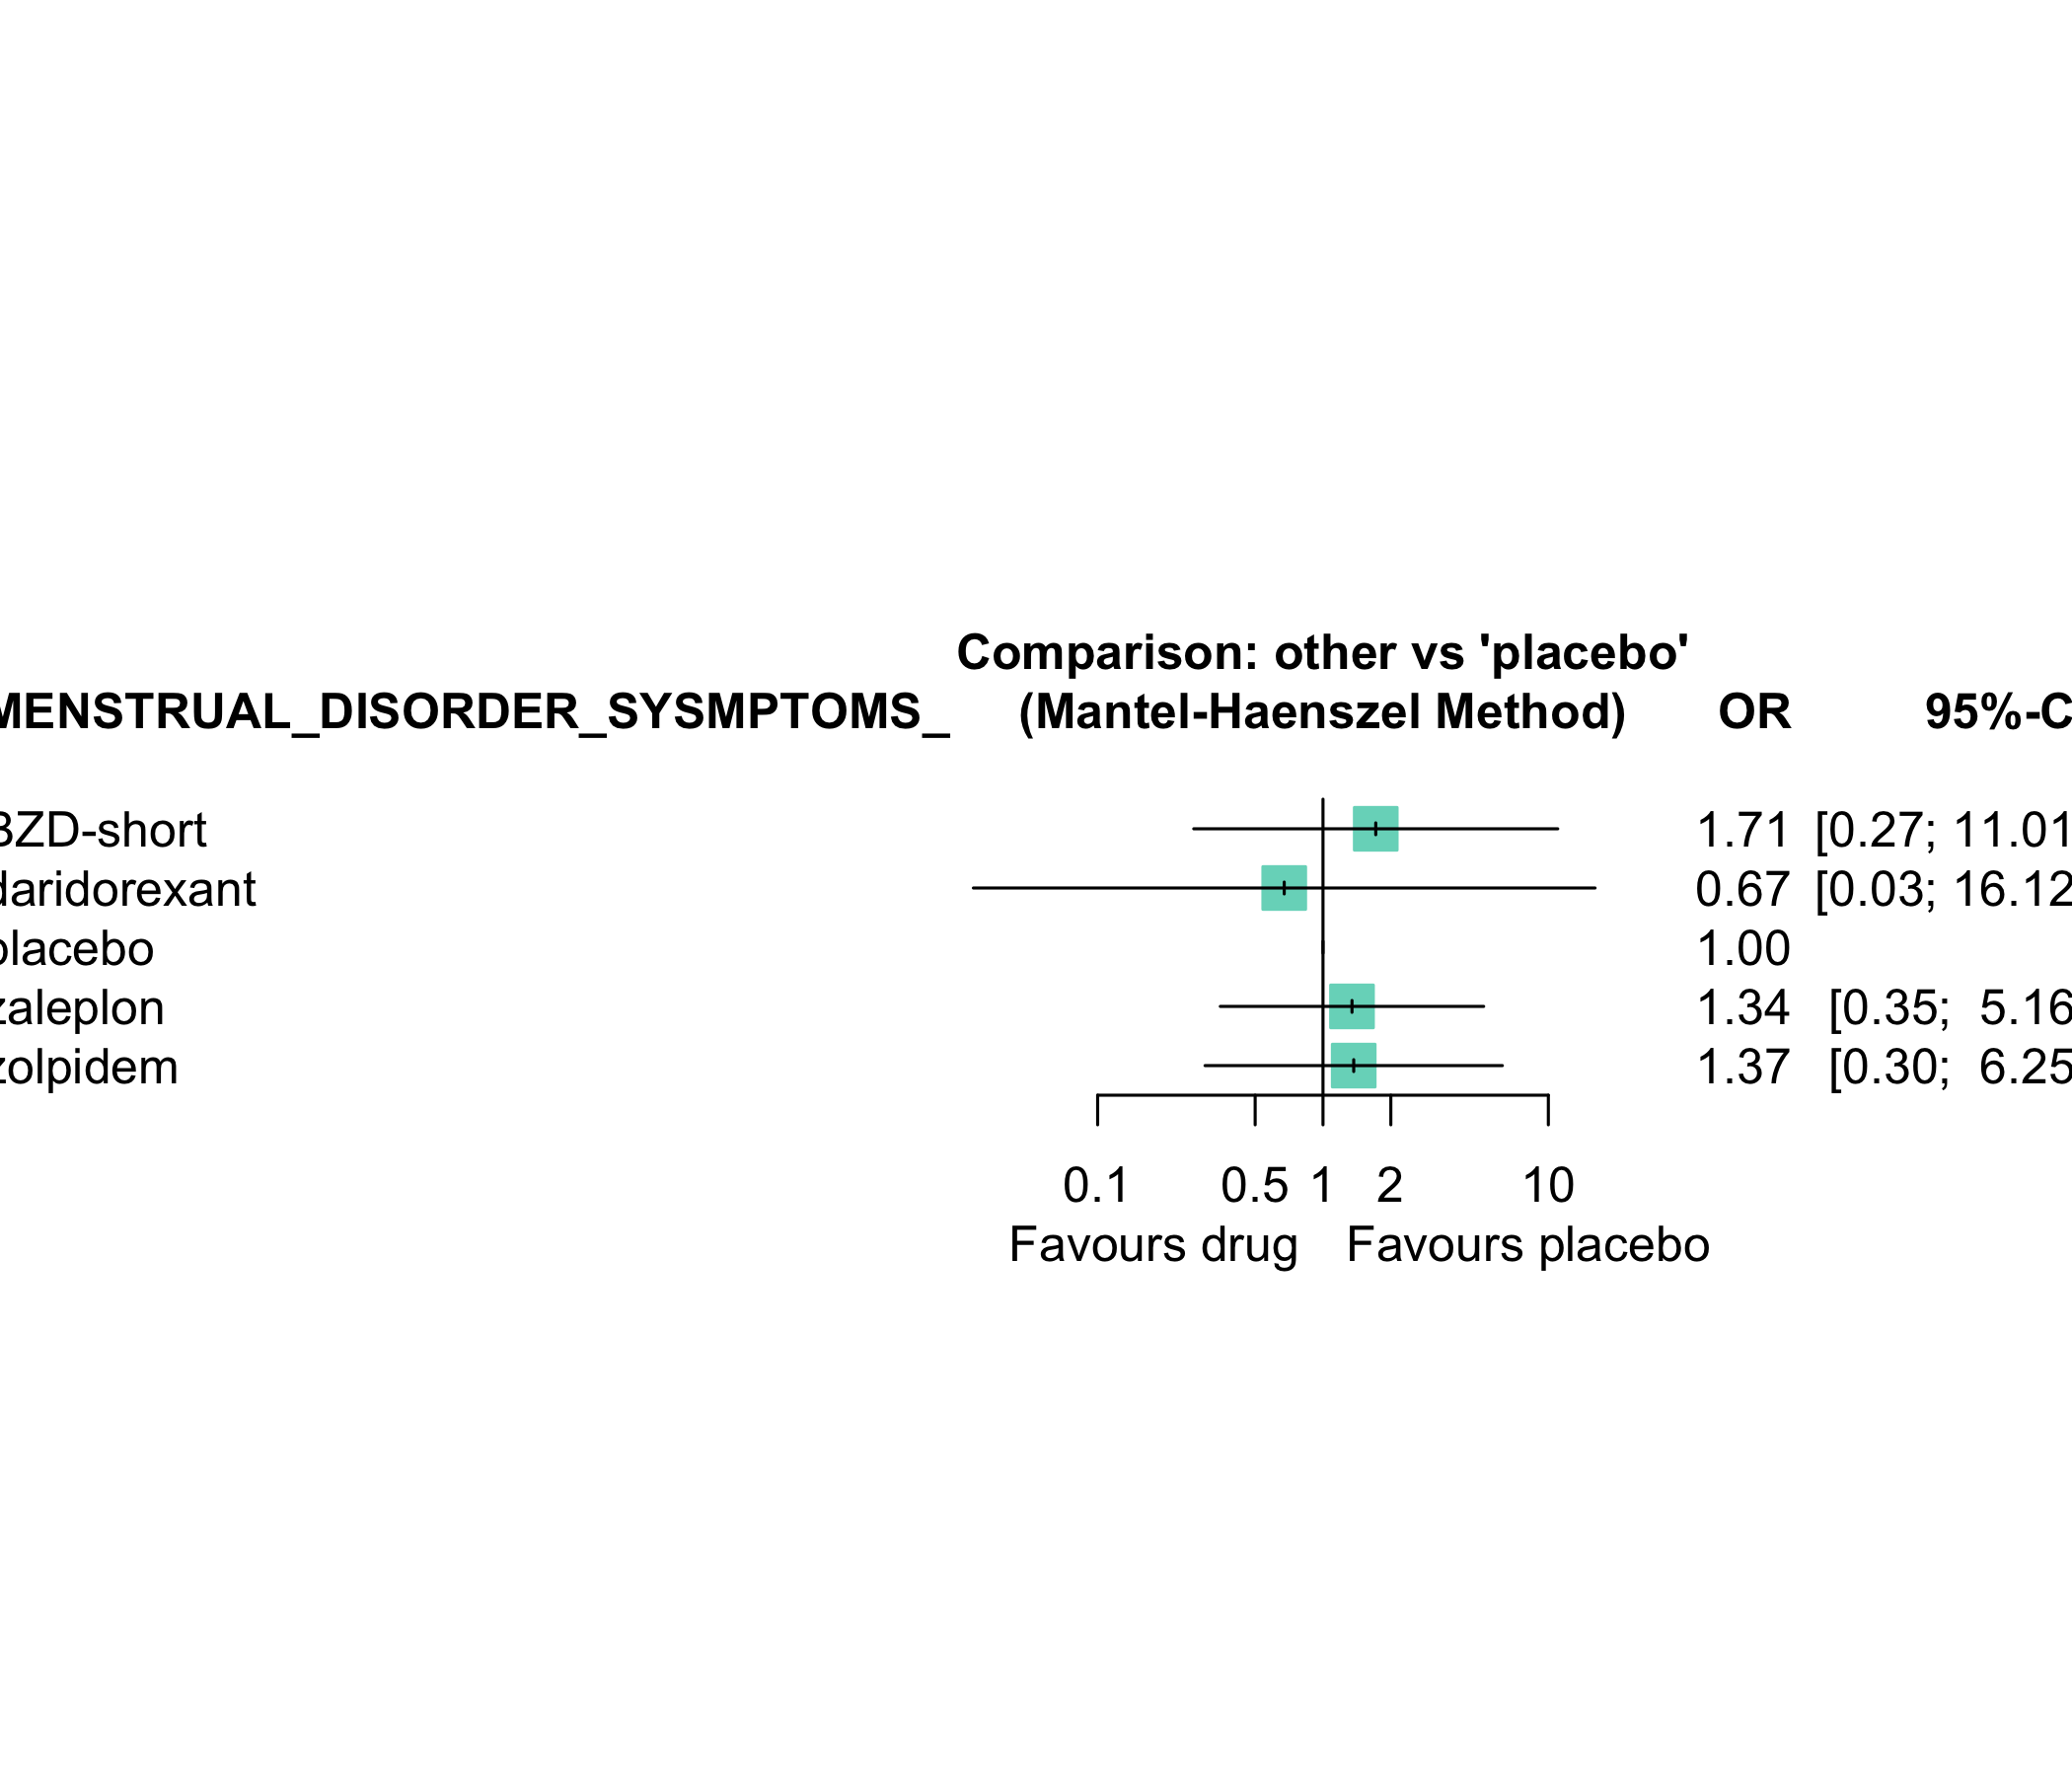 Comparison: other vs 'placebo'
MENSTRUAL_DISORDER_SYSMPTOMS_ (Mantel-Haenszel Method) OR 95%-C
BZD-short 1.71 [0.27; 11.01
daridorexant 0.67 [0.03; 16.12
placebo 1.00
zaleplon 1.34 [0.35; 5.16
zolpidem 1.37 [0.30; 6.25
0.1 0.5 1 2 10
Favours drug Favours placebo